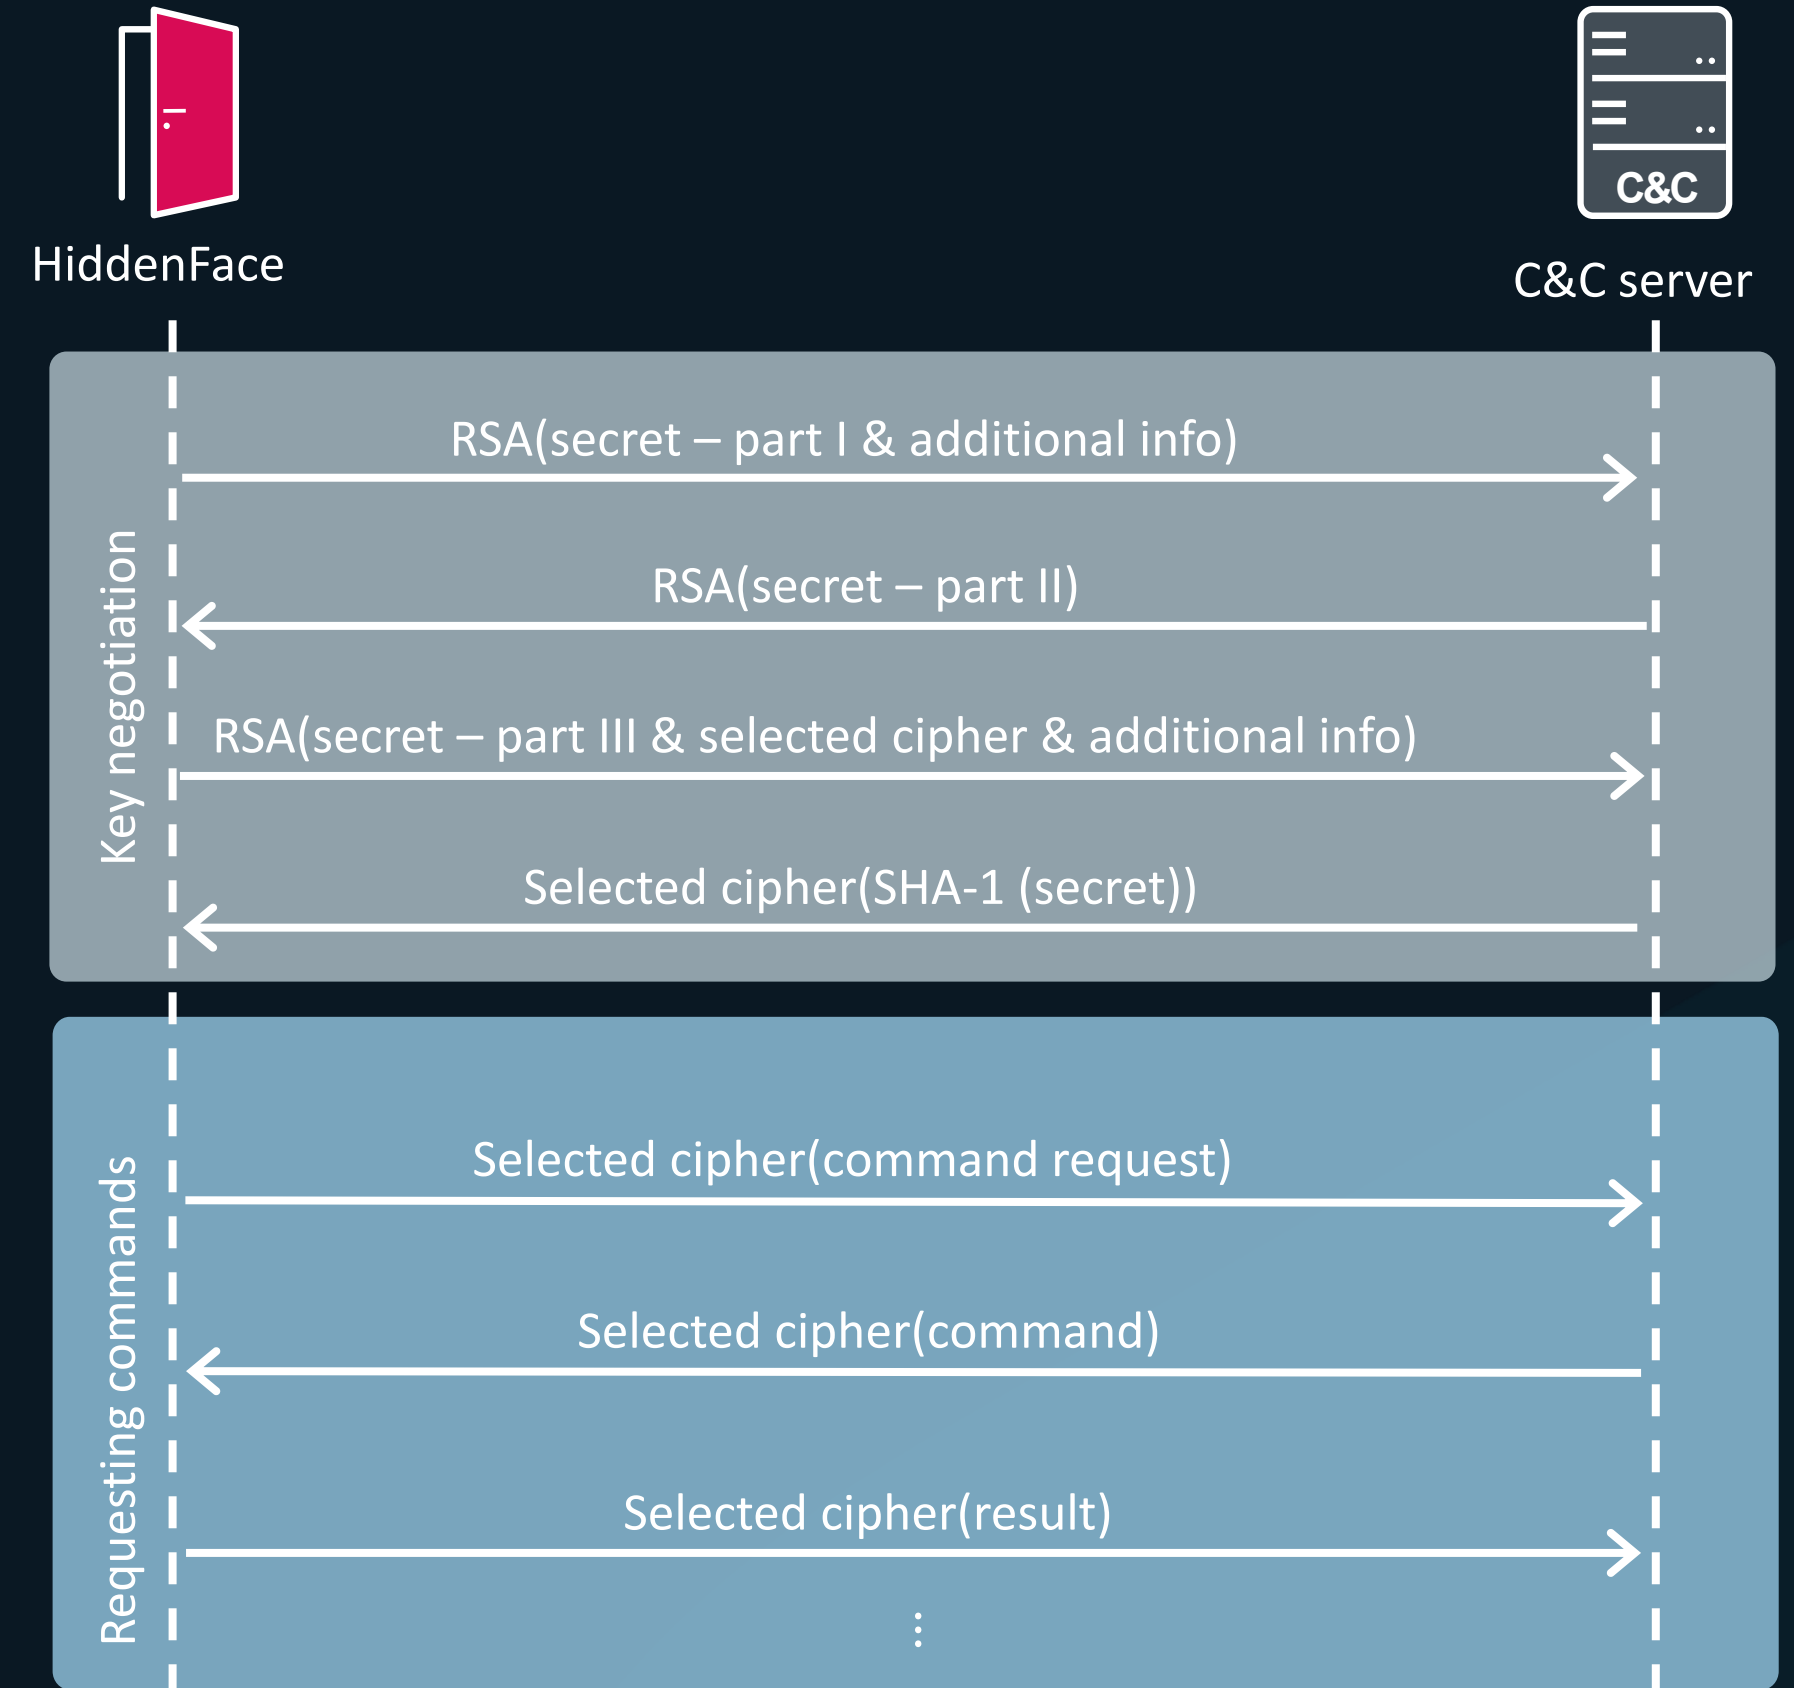 C&C
HiddenFace
C&C server
Key negotiation
RSA(secret – part I & additional info)
RSA(secret – part II)
RSA(secret – part III & selected cipher & additional info)
Selected cipher(SHA-1 (secret))
Requesting commands
Selected cipher(command request)
Selected cipher(command)
Selected cipher(result)
⋮